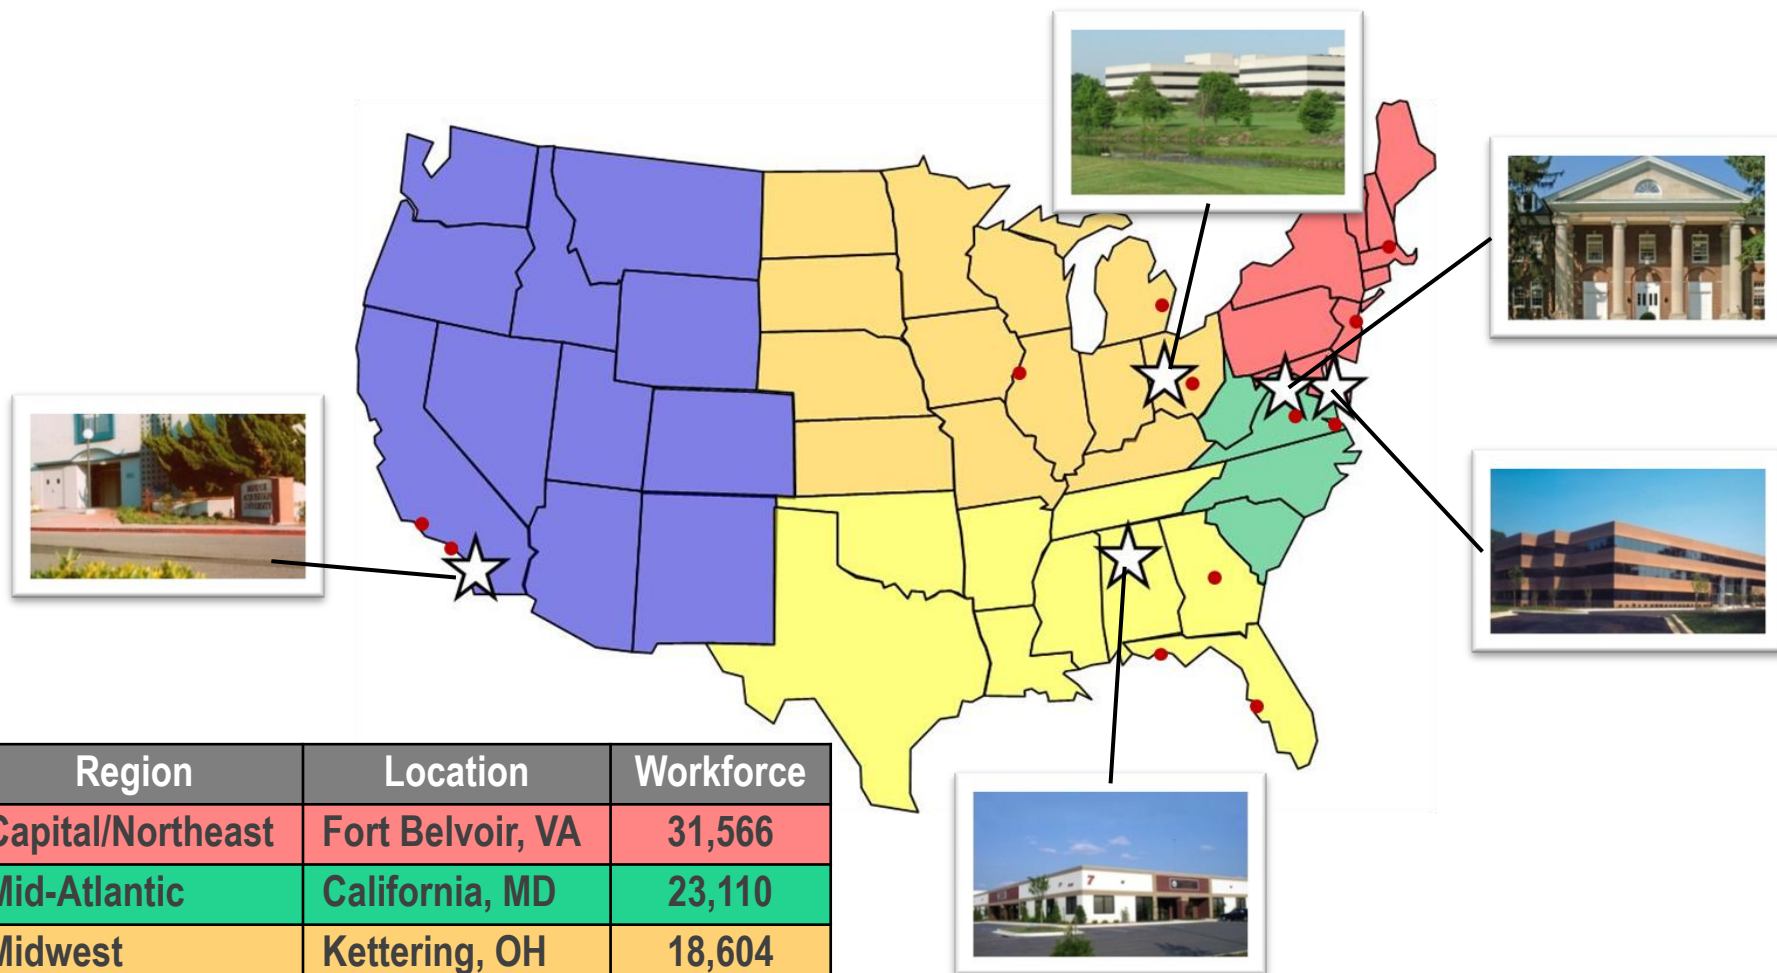 Region Location Workforce
Capital/Northeast Fort Belvoir, VA 31,566
Mid-Atlantic California, MD 23,110
Midwest Kettering, OH 18,604
7